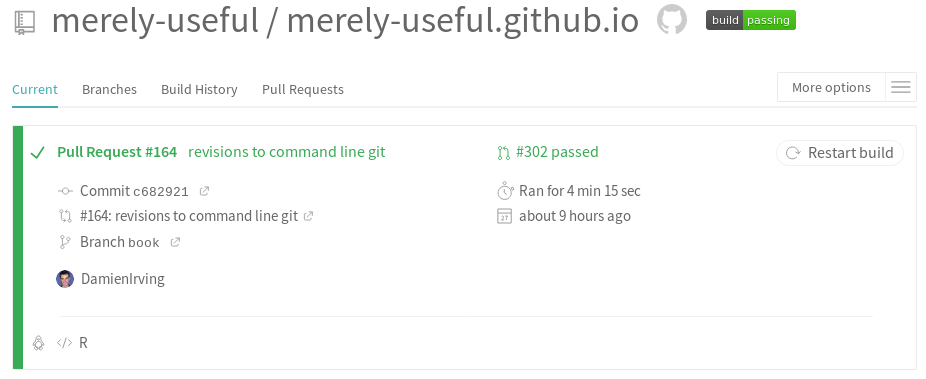 merely-useful / merely-useful.github.io build passing
Current Branches Build History Pull Requests More options
Pull Request #164 revisions to command line git #302 passed Restart build
Commit c682921 Ran for 4 min 15 sec
#164: revisions to command line git about 9 hours ago
Branch book
DamienIrving
</> R